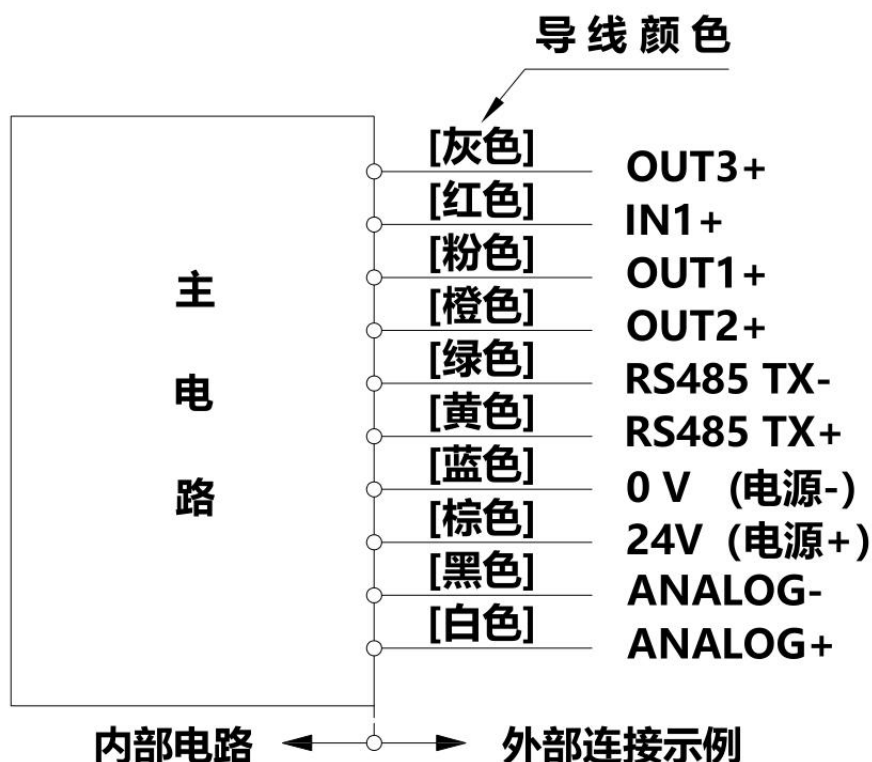 导线颜色
[灰色] OUT3+
[红色] IN1+
[粉色] OUT1+
[橙色] OUT2+
[绿色] RS485 TX-
[黄色] RS485 TX+
[蓝色] 0 V (电源-)
[棕色] 24V (电源+)
[黑色] ANALOG-
[白色] ANALOG+
主电路
内部电路 外部连接示例